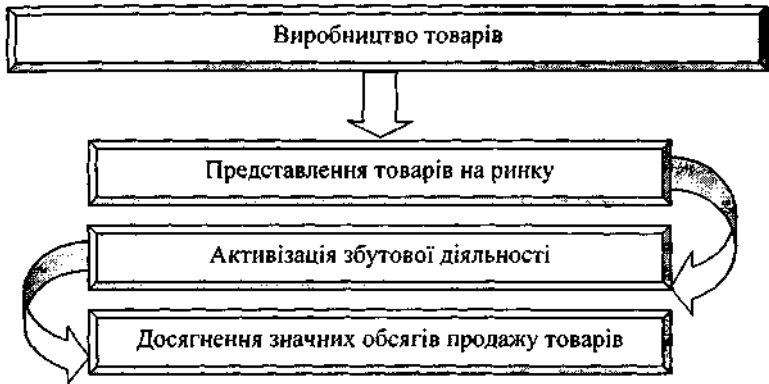 Виробництво товарів
Представлення товарів на ринку
Активізація збутової діяльності
Досягнення значних обсягів продажу товарів